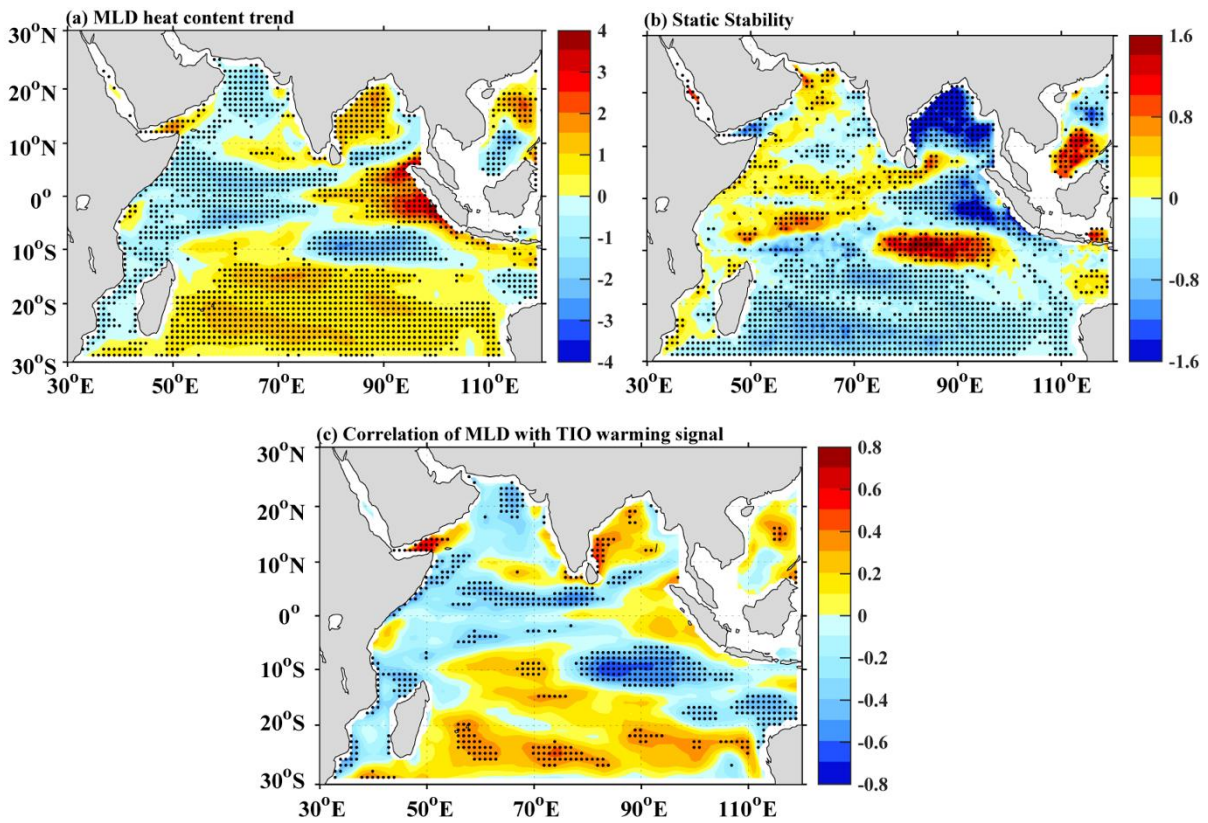 (a) MLD heat content trend
30°N
20°N
10°N
0°
10°S
20°S
30°S
30°E
50°E
70°E
90°E
110°E
4
3
2
1
0
-1
-2
-3
-4
(b) Static Stability
30°N
20°N
10°N
0°
10°S
20°S
30°S
30°E
50°E
70°E
90°E
110°E
1.6
0.8
0
-0.8
-1.6
(c) Correlation of MLD with TIO warming signal
30°N
20°N
10°N
0°
10°S
20°S
30°S
30°E
50°E
70°E
90°E
110°E
0.8
0.6
0.4
0.2
0
-0.2
-0.4
-0.6
-0.8